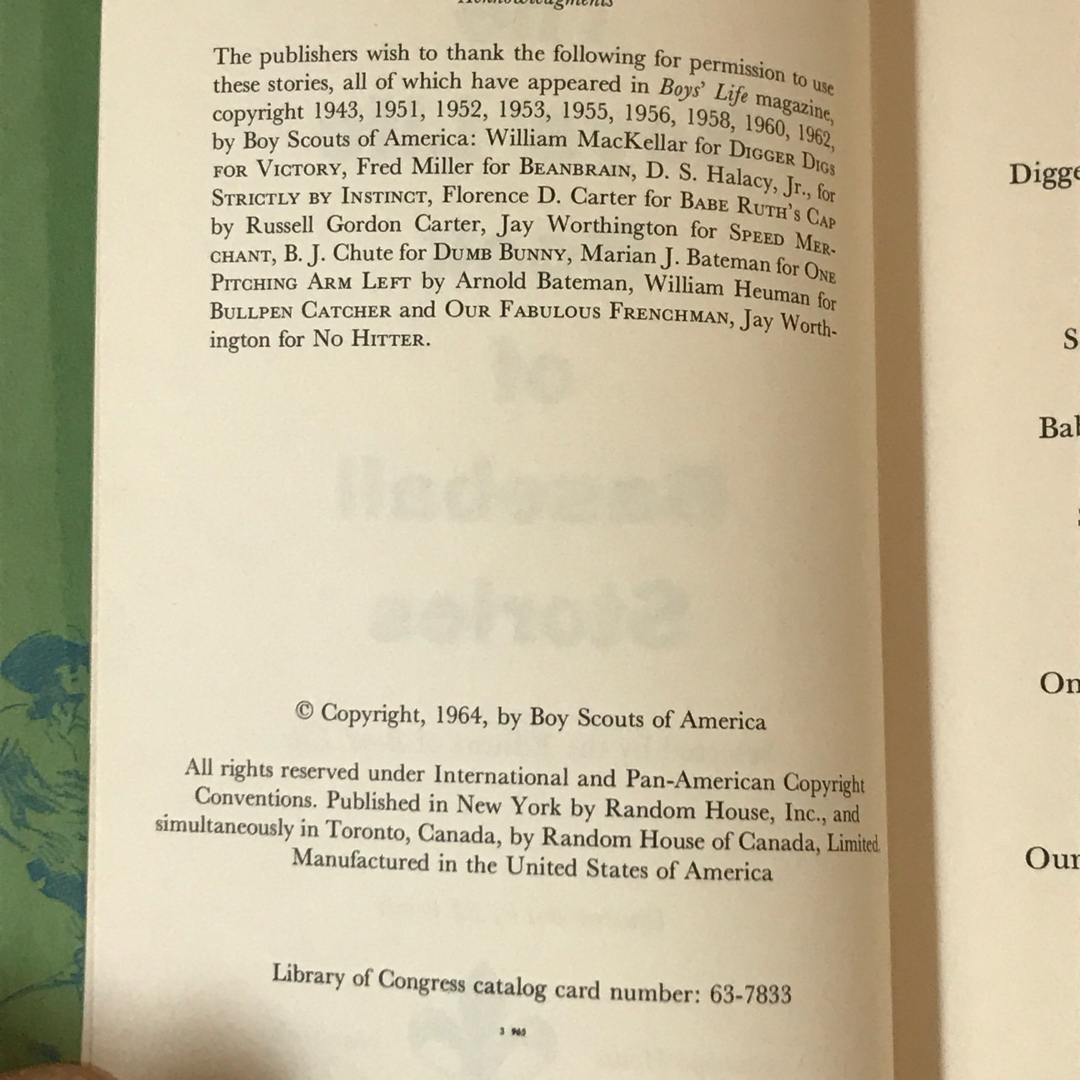 Acknowledgments
The publishers wish to thank the following for permission to use
these stories, all of which have appeared in Boys' Life magazine,
copyright 1943, 1951, 1952, 1953, 1955, 1956, 1958, 1960, 1962,
by Boy Scouts of America: William MacKellar for DIGGER DIGS
FOR VICTORY, Fred Miller for BEANBRAIN, D. S. Halacy, Jr., for
STRICTLY BY INSTINCT, Florence D. Carter for BABE RUTH'S CAP
by Russell Gordon Carter, Jay Worthington for SPEED MER-
CHANT, B. J. Chute for DUMB BUNNY, Marian J. Bateman for ONE
PITCHING ARM LEFT by Arnold Bateman, William Heuman for
BULLPEN CATCHER and OUR FABULOUS FRENCHMAN, Jay Worth-
ington for NO HITTER.
of
Baseball
Stories
© Copyright, 1964, by Boy Scouts of America
All rights reserved under International and Pan-American Copyright
Conventions. Published in New York by Random House, Inc., and
simultaneously in Toronto, Canada, by Random House of Canada, Limited.
Manufactured in the United States of America
Library of Congress catalog card number: 63-7833
Digge
S
Bab
On
Our